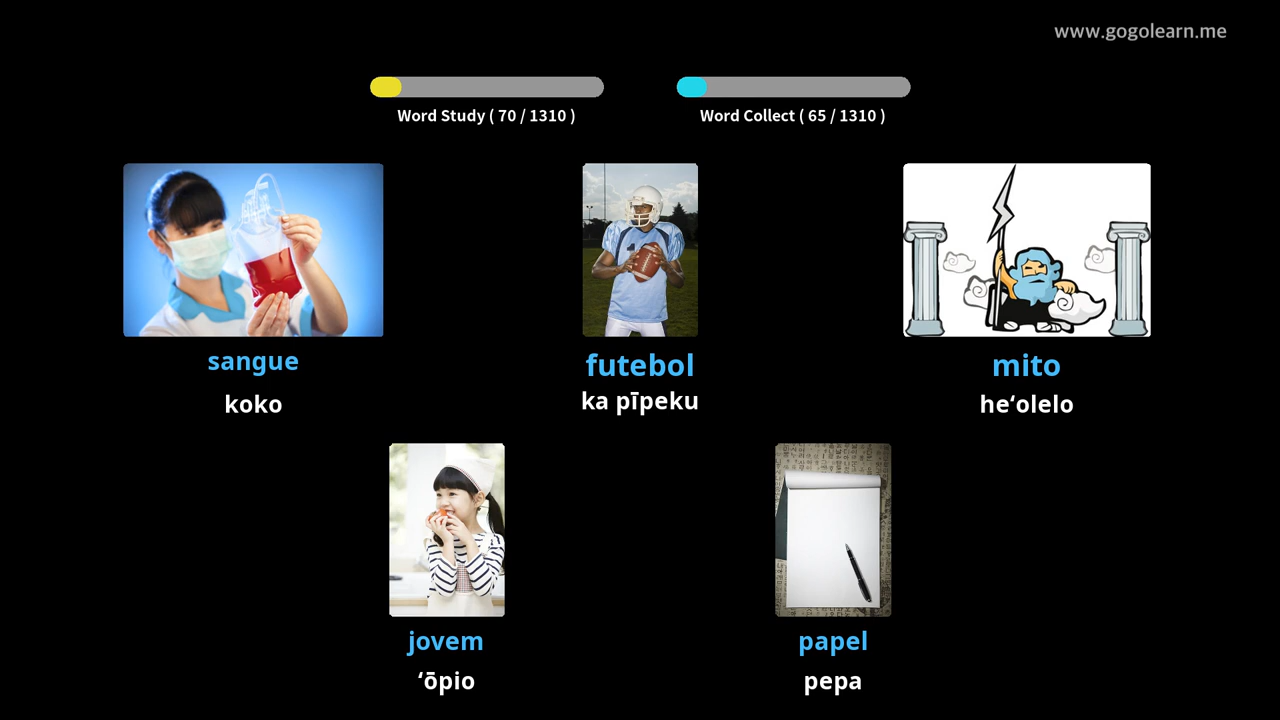 www.gogolearn.me
Word Study ( 70 / 1310 )
Word Collect ( 65 / 1310 )
sangue
koko
futebol
ka pīpeku
mito
heʻolelo
jovem
ʻōpio
papel
pepa